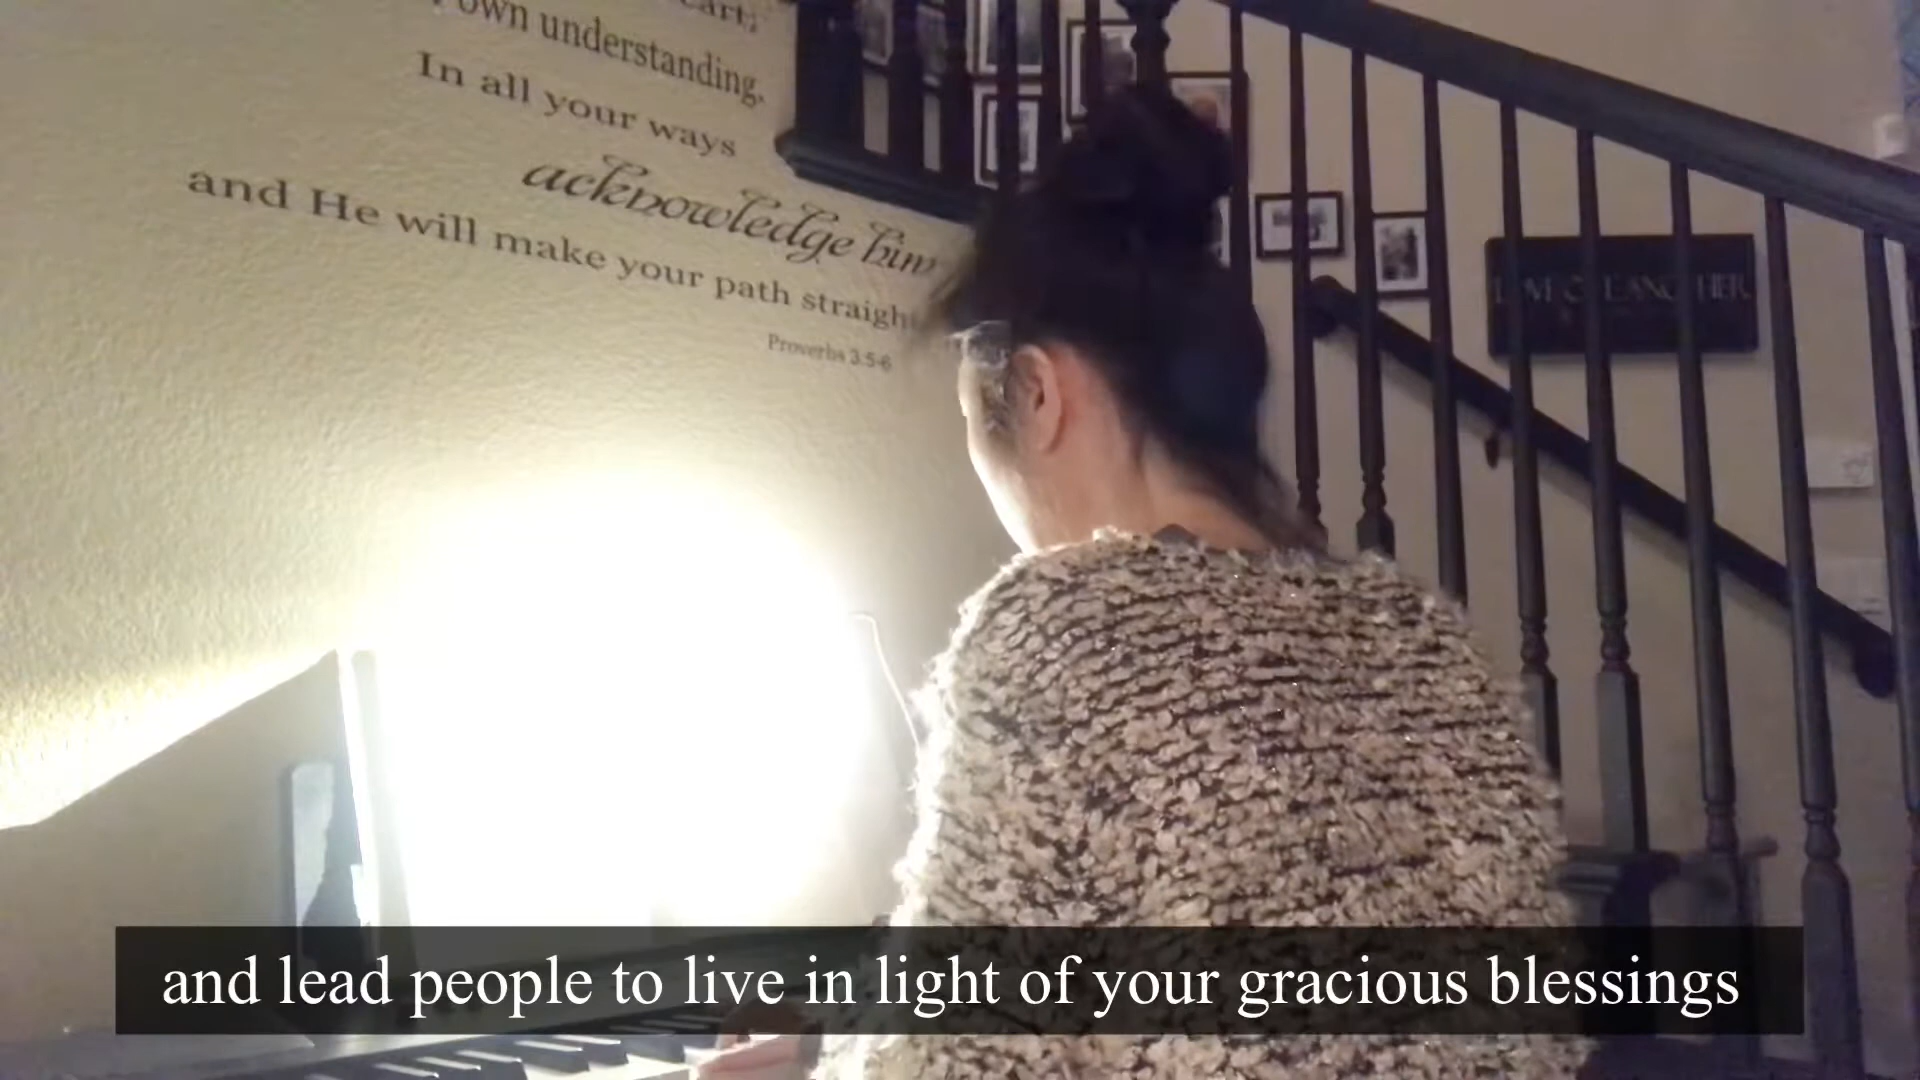 own understanding,
In all your ways
acknowledge him
and He will make your path straight
Proverbs 3:5-6
and lead people to live in light of your gracious blessings